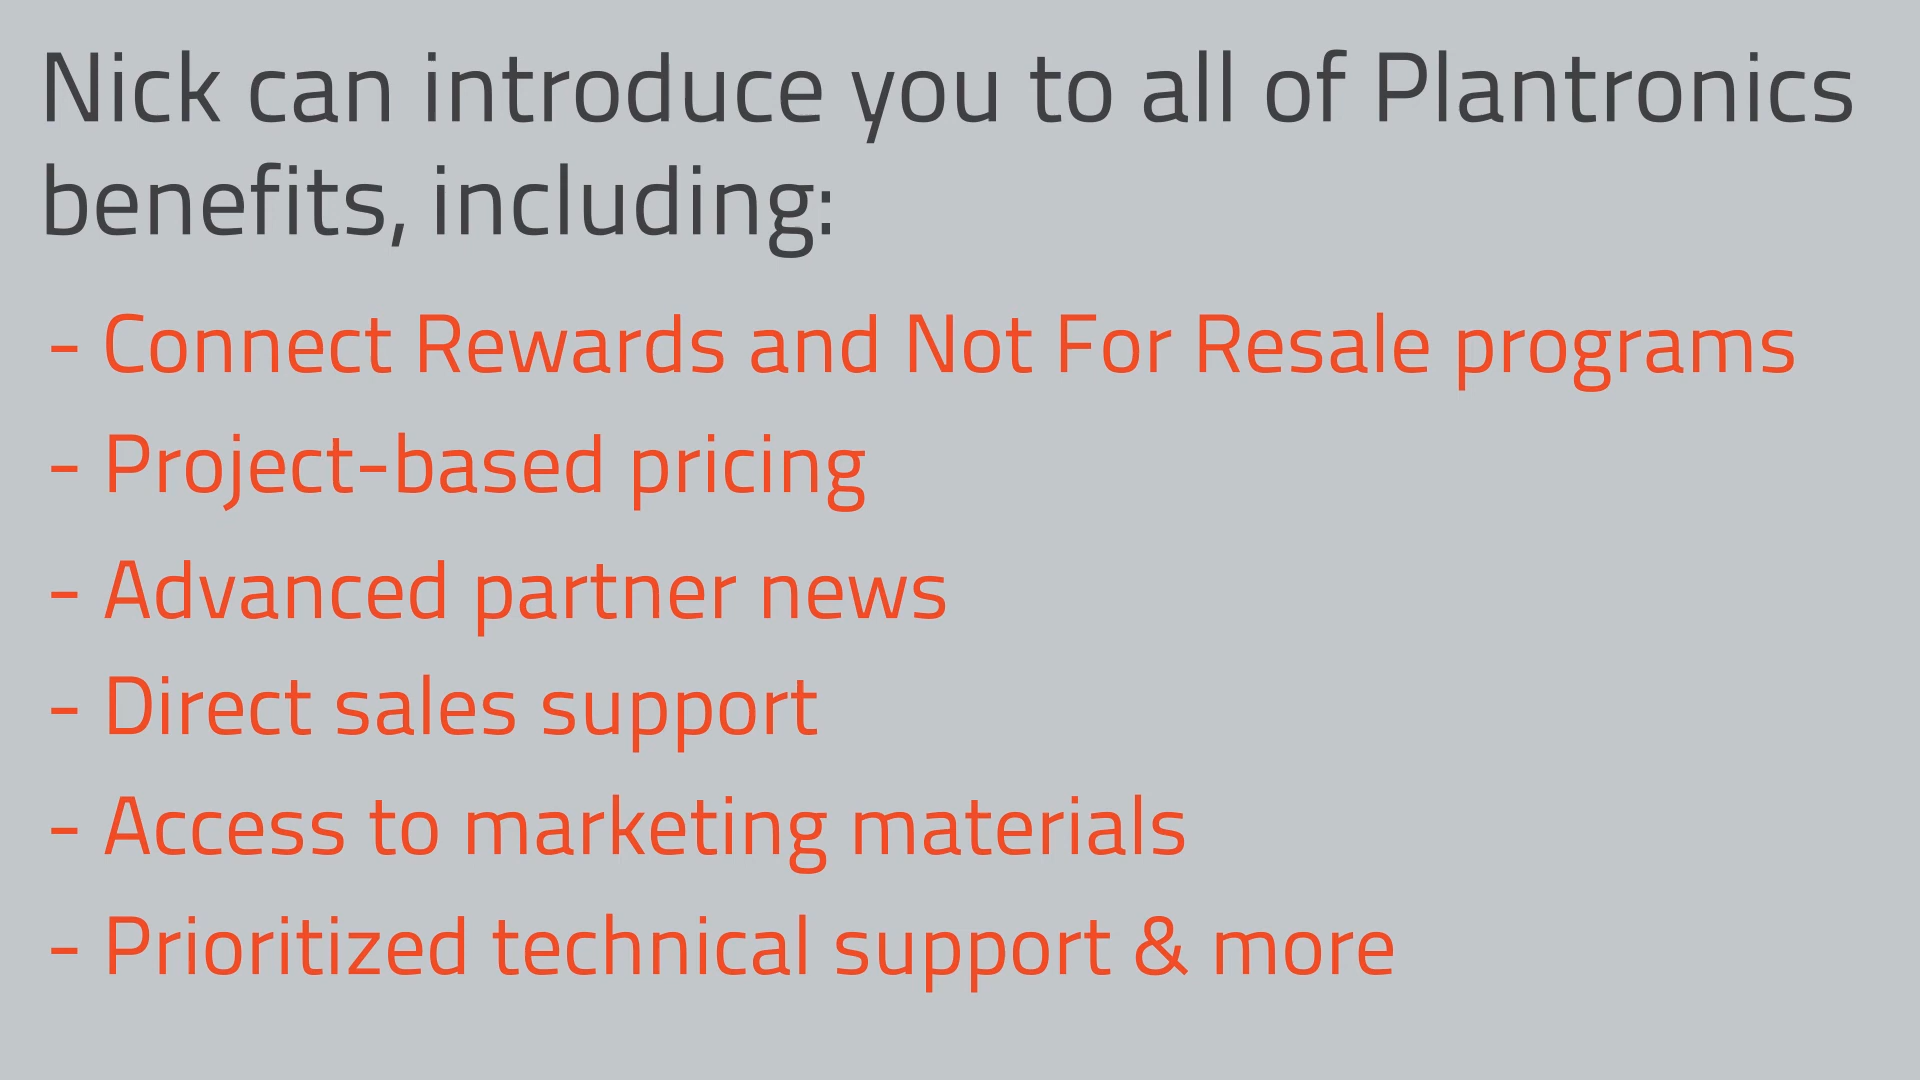 Nick can introduce you to all of Plantronics
benefits, including:
- Connect Rewards and Not For Resale programs
- Project-based pricing
- Advanced partner news
- Direct sales support
- Access to marketing materials
- Prioritized technical support & more